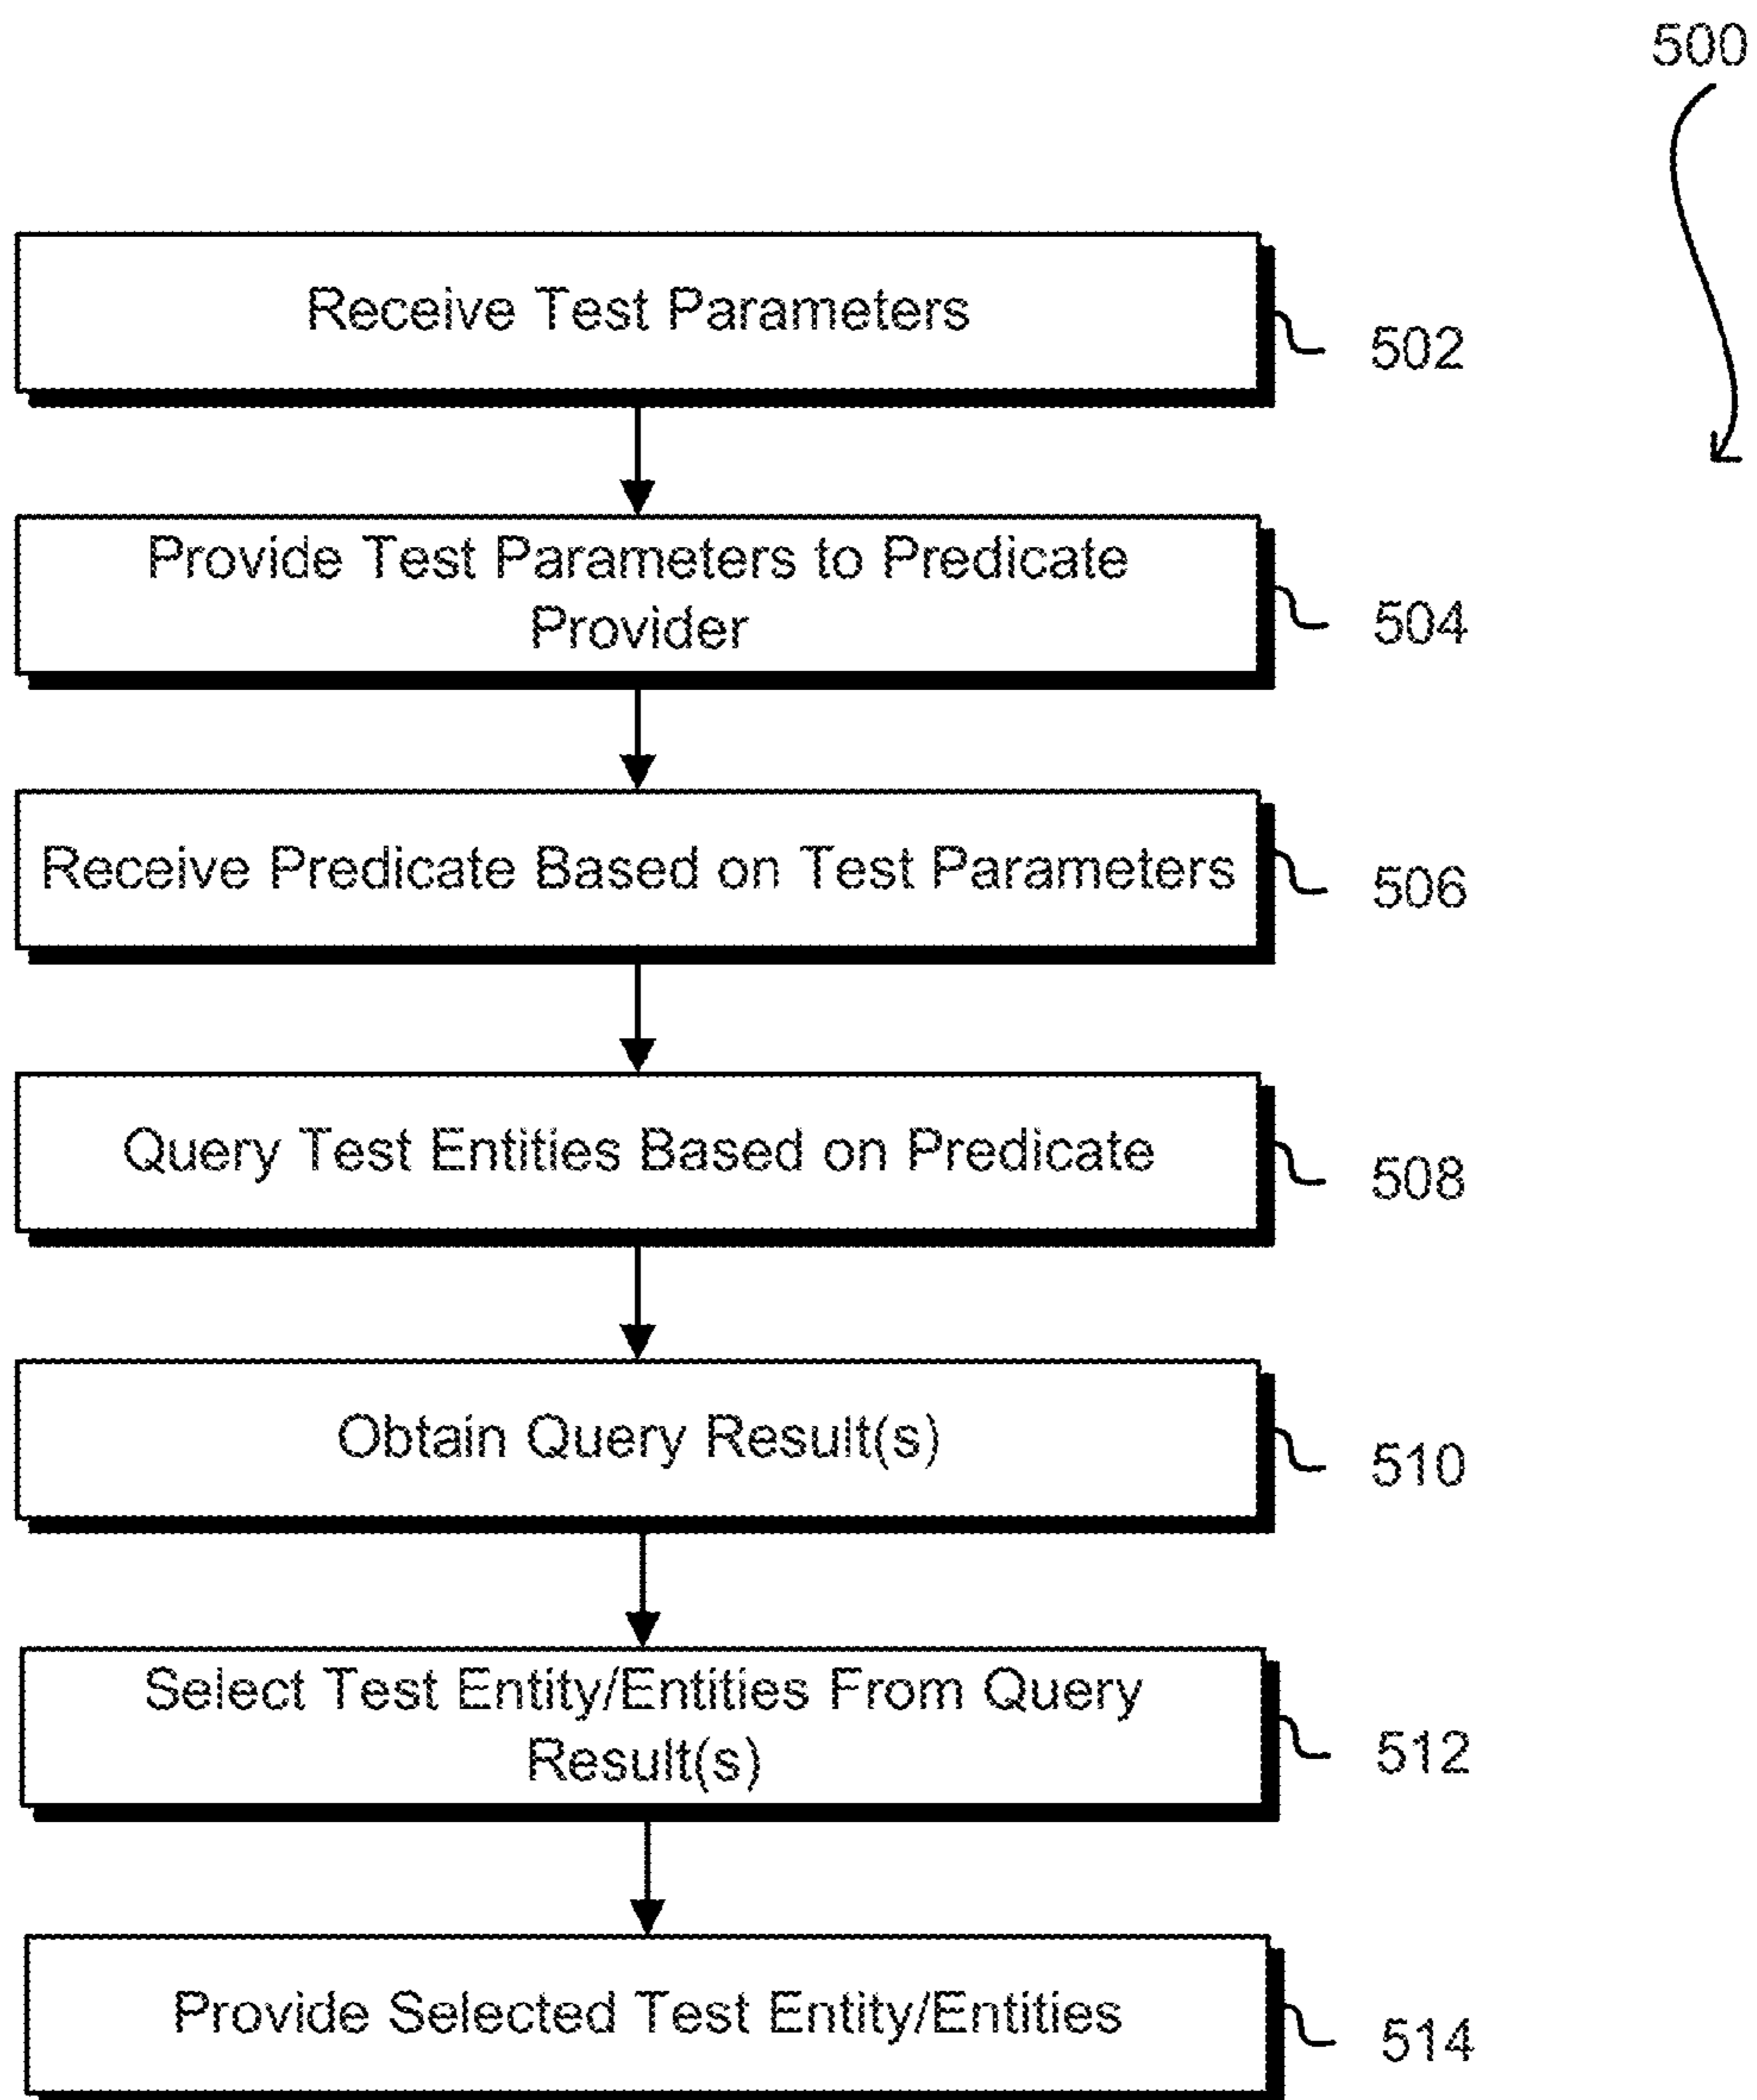 500
Receive Test Parameters
502
Provide Test Parameters to Predicate
Provider
504
Receive Predicate Based on Test Parameters
506
Query Test Entities Based on Predicate
508
Obtain Query Result(s)
510
Select Test Entity/Entities From Query
Result(s)
512
Provide Selected Test Entity/Entities
514